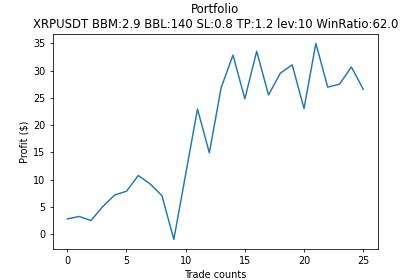 Portfolio
XRPUSDT BBM:2.9 BBL:140 SL:0.8 TP:1.2 lev:10 WinRatio:62.0
35
30
25
20
15
10
5
0
Profit ($)
0 5 10 15 20 25
Trade counts